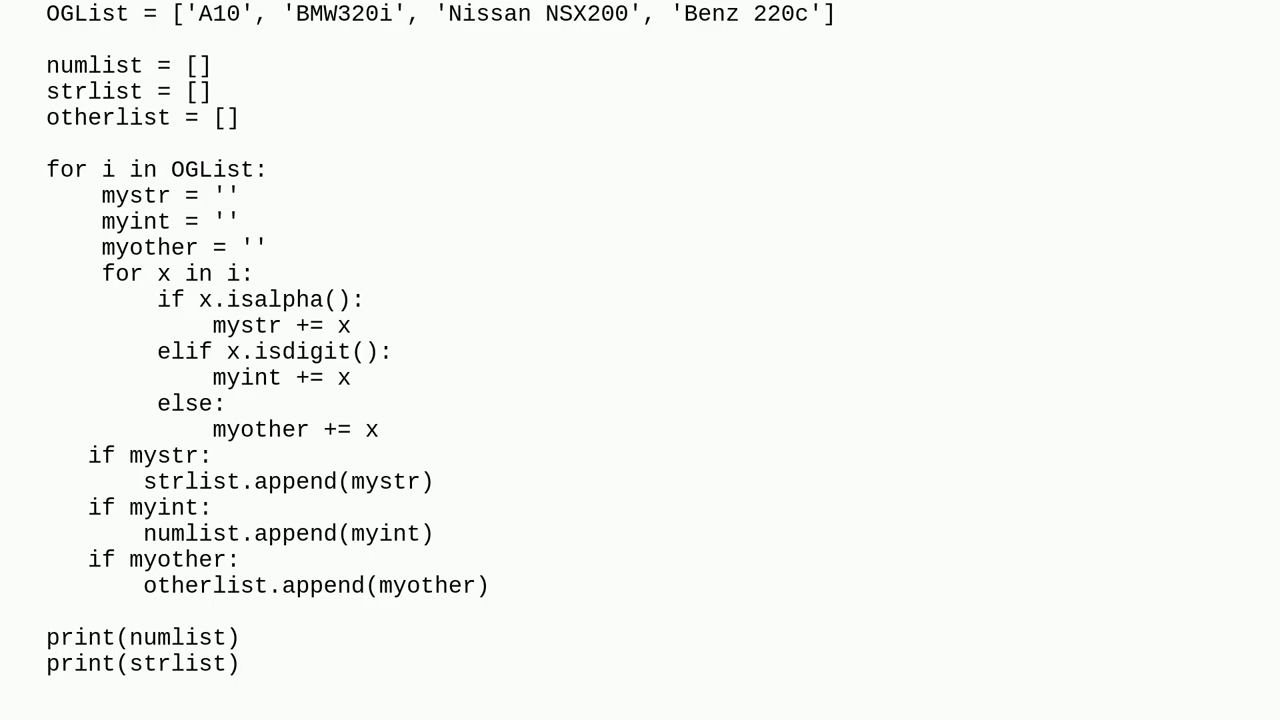 OGList = ['A10', 'BMW320i', 'Nissan NSX200', 'Benz 220c']

numlist = []
strlist = []
otherlist = []

for i in OGList:
    mystr = ''
    myint = ''
    myother = ''
    for x in i:
        if x.isalpha():
            mystr += x
        elif x.isdigit():
            myint += x
        else:
            myother += x
   if mystr:
       strlist.append(mystr)
   if myint:
       numlist.append(myint)
   if myother:
       otherlist.append(myother)

print(numlist)
print(strlist)